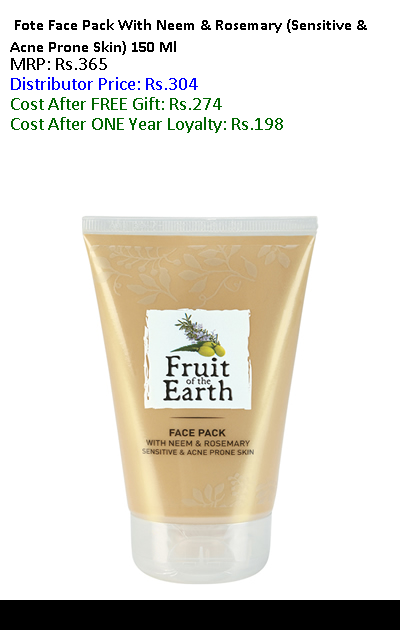 Fote Face Pack With Neem & Rosemary (Sensitive &
Acne Prone Skin) 150 Ml
MRP: Rs.365
Distributor Price: Rs.304
Cost After FREE Gift: Rs.274
Cost After ONE Year Loyalty: Rs.198
Fruit
of the
Earth
FACE PACK
WITH NEEM & ROSEMARY
SENSITIVE & ACNE PRONE SKIN